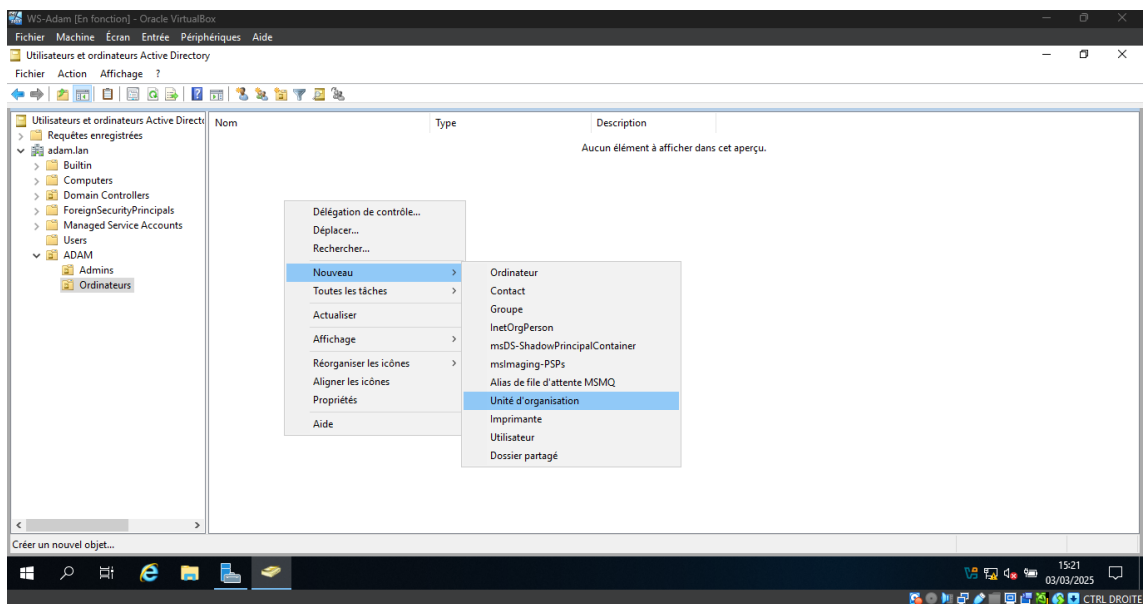 WS-Adam [En fonction] - Oracle VirtualBox
Fichier Machine Écran Entrée Périphériques Aide
Utilisateurs et ordinateurs Active Directory
Fichier Action Affichage ?
Utilisateurs et ordinateurs Active Directo
Requêtes enregistrées
adam.lan
Builtin
Computers
Domain Controllers
ForeignSecurityPrincipals
Managed Service Accounts
Users
ADAM
Admins
Ordinateurs
Nom Type Description
Aucun élément à afficher dans cet aperçu.
Délégation de contrôle...
Déplacer...
Rechercher...
Nouveau
Toutes les tâches
Actualiser
Affichage
Réorganiser les icônes
Aligner les icônes
Propriétés
Aide
Ordinateur
Contact
Groupe
InetOrgPerson
msDS-ShadowPrincipalContainer
msImaging-PSPs
Alias de file d'attente MSMQ
Unité d'organisation
Imprimante
Utilisateur
Dossier partagé
Créer un nouvel objet...
15:21
03/03/2025
CTRL DROITE